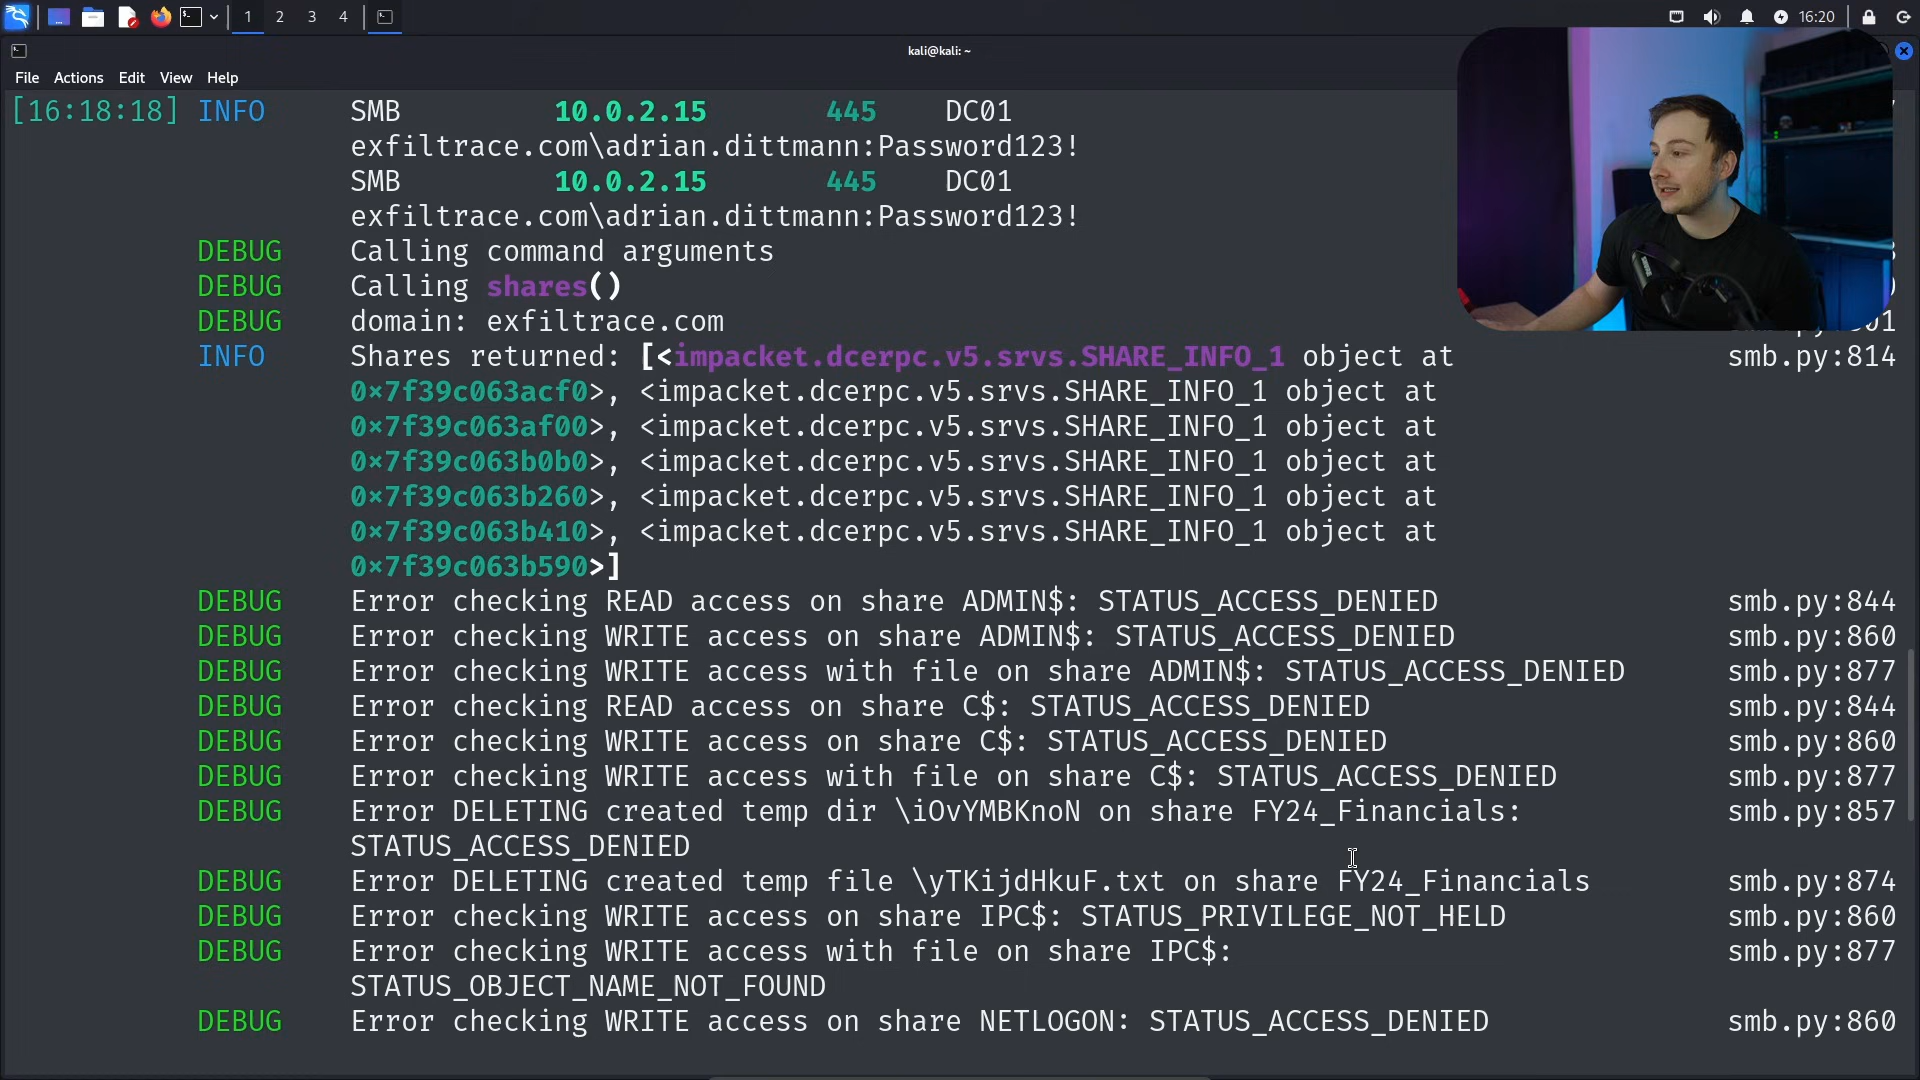 1 2 3 4 16:20
kali@kali: ~
File Actions Edit View Help
[16:18:18] INFO SMB 10.0.2.15 445 DC01
exfiltrace.com\adrian.dittmann:Password123!
SMB 10.0.2.15 445 DC01
exfiltrace.com\adrian.dittmann:Password123!
DEBUG Calling command arguments
DEBUG Calling shares()
DEBUG domain: exfiltrace.com
INFO Shares returned: [<impacket.dcerpc.v5.srvs.SHARE_INFO_1 object at smb.py:814
0×7f39c063acf0>, <impacket.dcerpc.v5.srvs.SHARE_INFO_1 object at
0×7f39c063af00>, <impacket.dcerpc.v5.srvs.SHARE_INFO_1 object at
0×7f39c063b0b0>, <impacket.dcerpc.v5.srvs.SHARE_INFO_1 object at
0×7f39c063b260>, <impacket.dcerpc.v5.srvs.SHARE_INFO_1 object at
0×7f39c063b410>, <impacket.dcerpc.v5.srvs.SHARE_INFO_1 object at
0×7f39c063b590>]
DEBUG Error checking READ access on share ADMIN$: STATUS_ACCESS_DENIED smb.py:844
DEBUG Error checking WRITE access on share ADMIN$: STATUS_ACCESS_DENIED smb.py:860
DEBUG Error checking WRITE access with file on share ADMIN$: STATUS_ACCESS_DENIED smb.py:877
DEBUG Error checking READ access on share C$: STATUS_ACCESS_DENIED smb.py:844
DEBUG Error checking WRITE access on share C$: STATUS_ACCESS_DENIED smb.py:860
DEBUG Error checking WRITE access with file on share C$: STATUS_ACCESS_DENIED smb.py:877
DEBUG Error DELETING created temp dir \iOvYMBKnoN on share FY24_Financials: smb.py:857
STATUS_ACCESS_DENIED
DEBUG Error DELETING created temp file \yTKijdHkuF.txt on share FY24_Financials smb.py:874
DEBUG Error checking WRITE access on share IPC$: STATUS_PRIVILEGE_NOT_HELD smb.py:860
DEBUG Error checking WRITE access with file on share IPC$: smb.py:877
STATUS_OBJECT_NAME_NOT_FOUND
DEBUG Error checking WRITE access on share NETLOGON: STATUS_ACCESS_DENIED smb.py:860